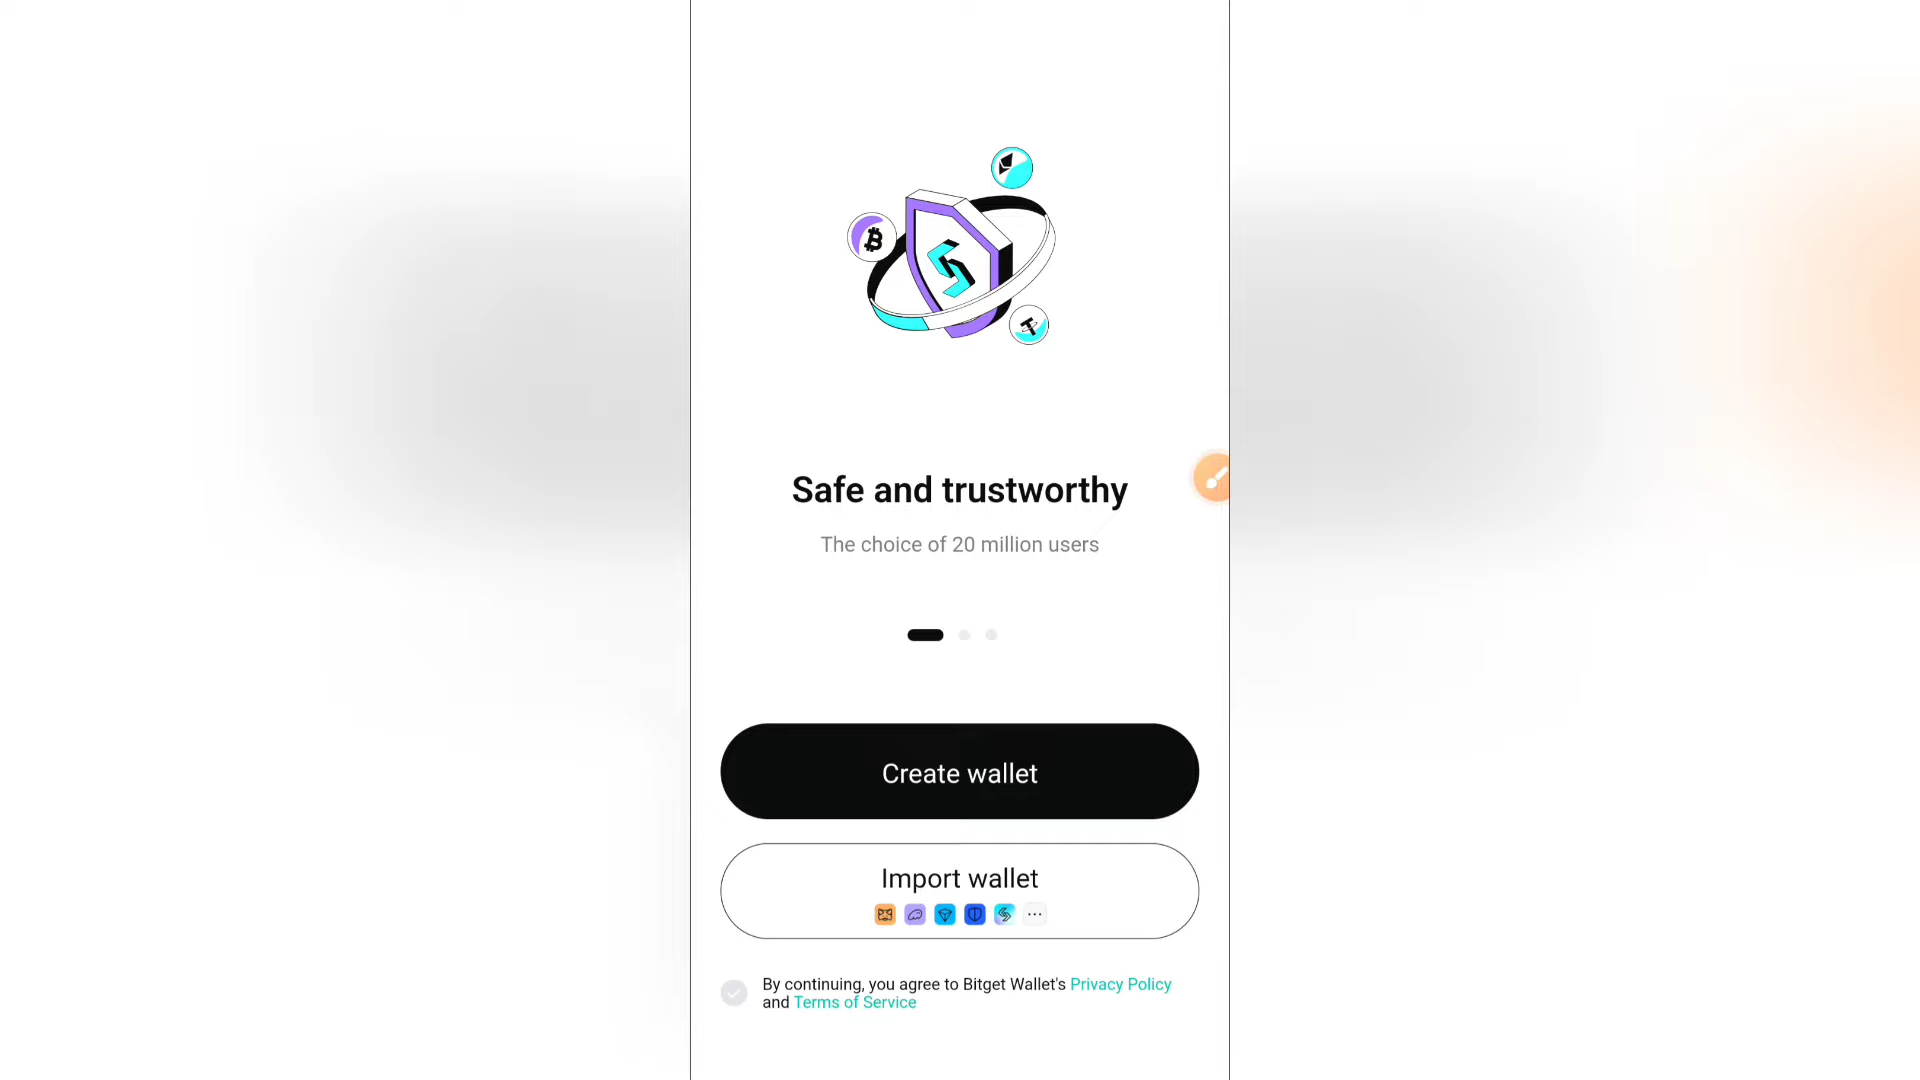 Safe and trustworthy
The choice of 20 million users
Create wallet
Import wallet
By continuing, you agree to Bitget Wallet's Privacy Policy
and Terms of Service